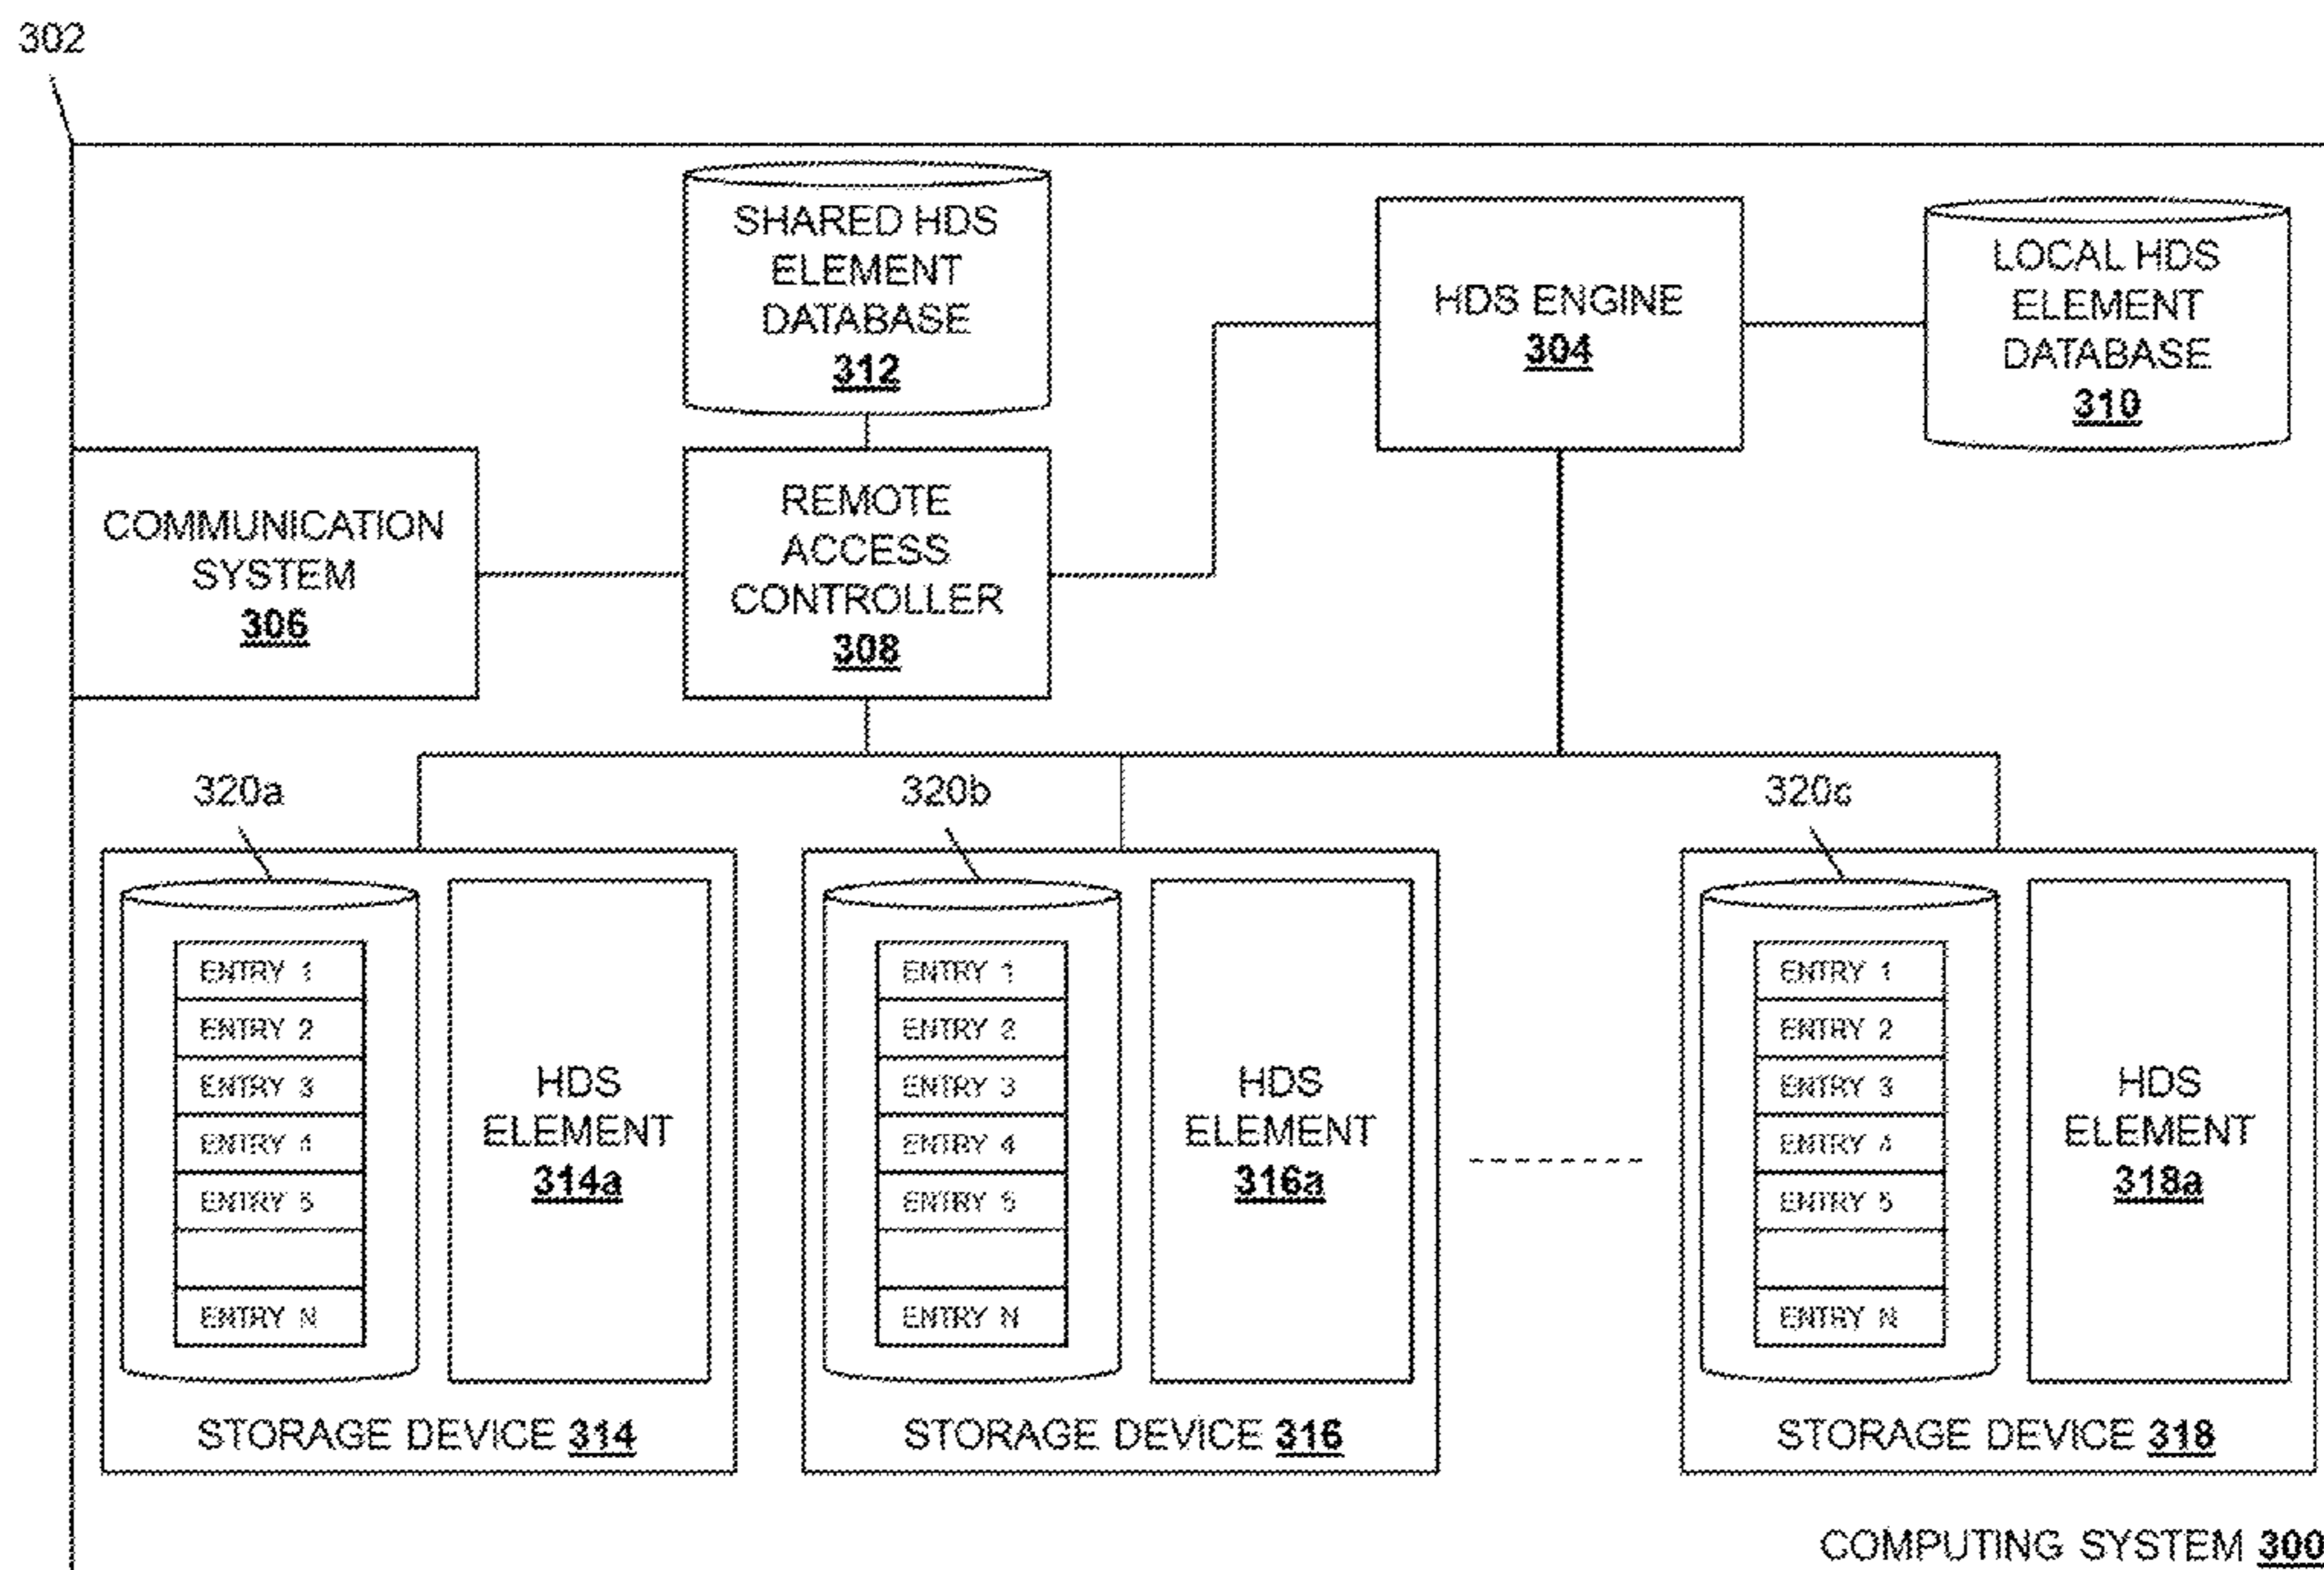 302
SHARED HDS
ELEMENT
DATABASE
312
HDS ENGINE
304
LOCAL HDS
ELEMENT
DATABASE
310
COMMUNICATION
SYSTEM
306
REMOTE
ACCESS
CONTROLLER
308
320a
320b
320c
ENTRY 1
ENTRY 2
ENTRY 3
ENTRY 4
ENTRY 5
ENTRY N
HDS
ELEMENT
314a
STORAGE DEVICE 314
ENTRY 1
ENTRY 2
ENTRY 3
ENTRY 4
ENTRY 5
ENTRY N
HDS
ELEMENT
316a
STORAGE DEVICE 316
ENTRY 1
ENTRY 2
ENTRY 3
ENTRY 4
ENTRY 5
ENTRY N
HDS
ELEMENT
318a
STORAGE DEVICE 318
COMPUTING SYSTEM 300